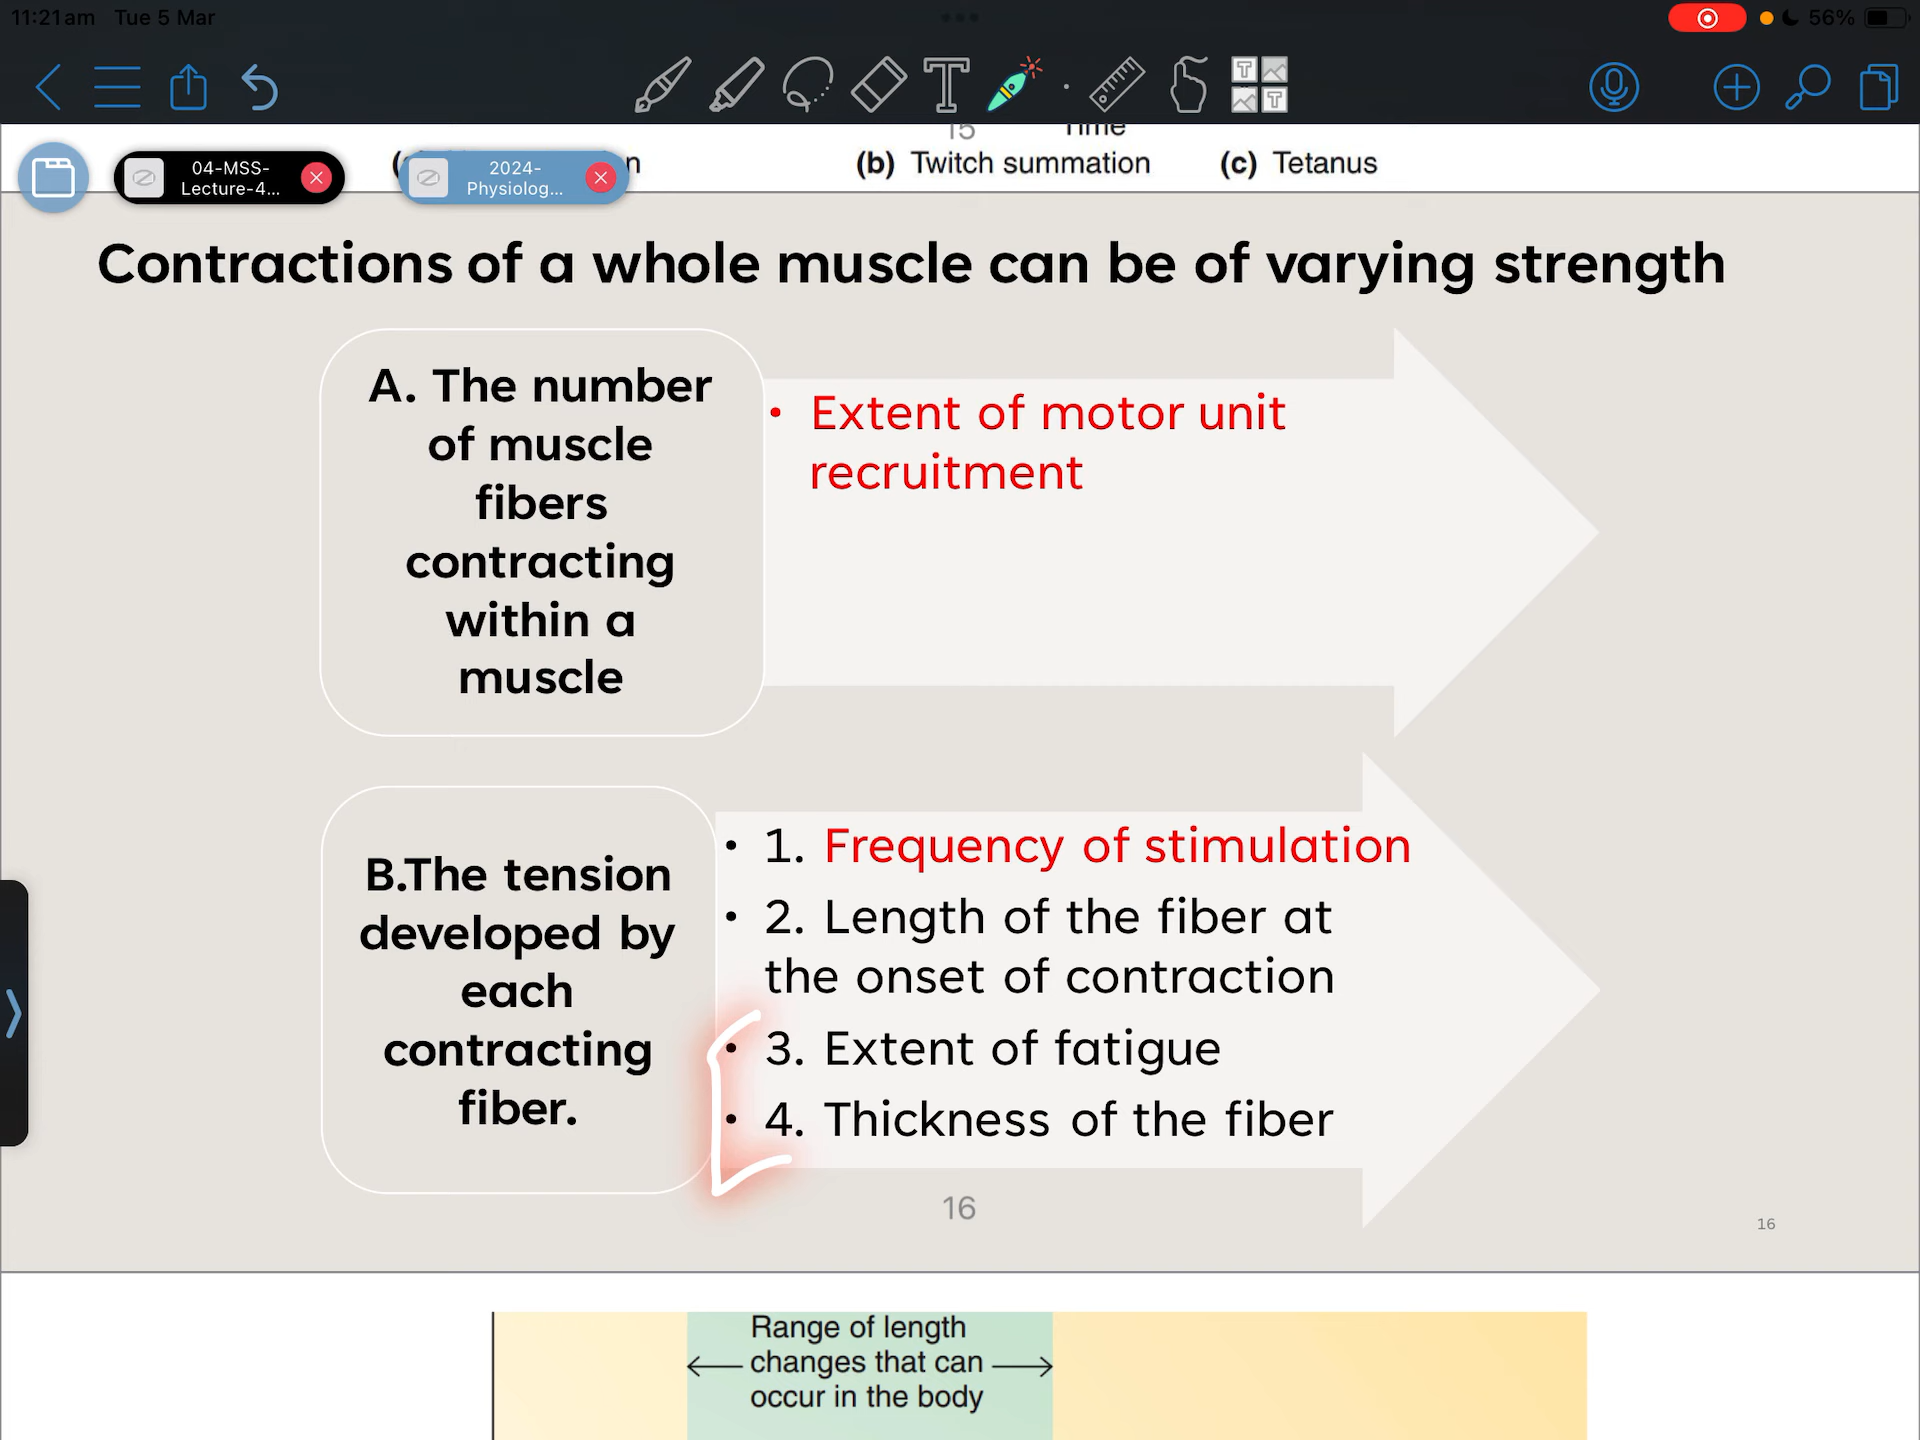 11:21am Tue 5 Mar
56%
15
Time
(b) Twitch summation
(c) Tetanus
04-MSS-
Lecture-4...
2024-
Physiolog...
Contractions of a whole muscle can be of varying strength
A. The number
of muscle
fibers
contracting
within a
muscle
• Extent of motor unit
recruitment
B.The tension
developed by
each
contracting
fiber.
• 1. Frequency of stimulation
• 2. Length of the fiber at
the onset of contraction
• 3. Extent of fatigue
• 4. Thickness of the fiber
16
16
Range of length
changes that can
occur in the body